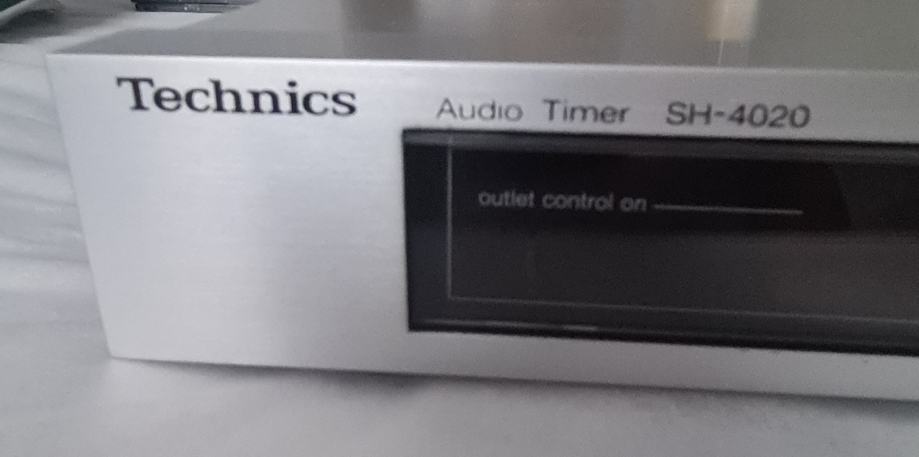 Technics
Audio Timer SH-4020
outlet control on